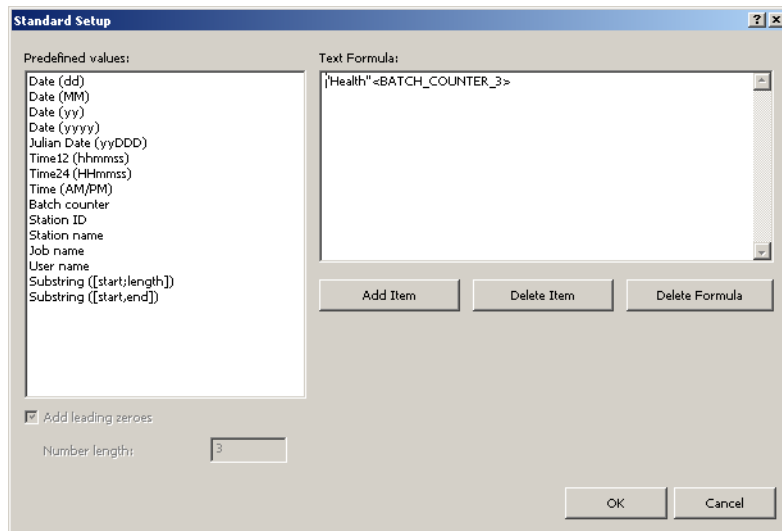 Standard Setup
Predefined values:
Date (dd)
Date (MM)
Date (yy)
Date (yyyy)
Julian Date (yyDDD)
Time12 (hhmmss)
Time24 (HHmmss)
Time (AM/PM)
Batch counter
Station ID
Station name
Job name
User name
Substring ([start;length])
Substring ([start,end])
Add leading zeroes
Number length:
3
Text Formula:
"Health"<BATCH_COUNTER_3>
Add Item
Delete Item
Delete Formula
OK
Cancel